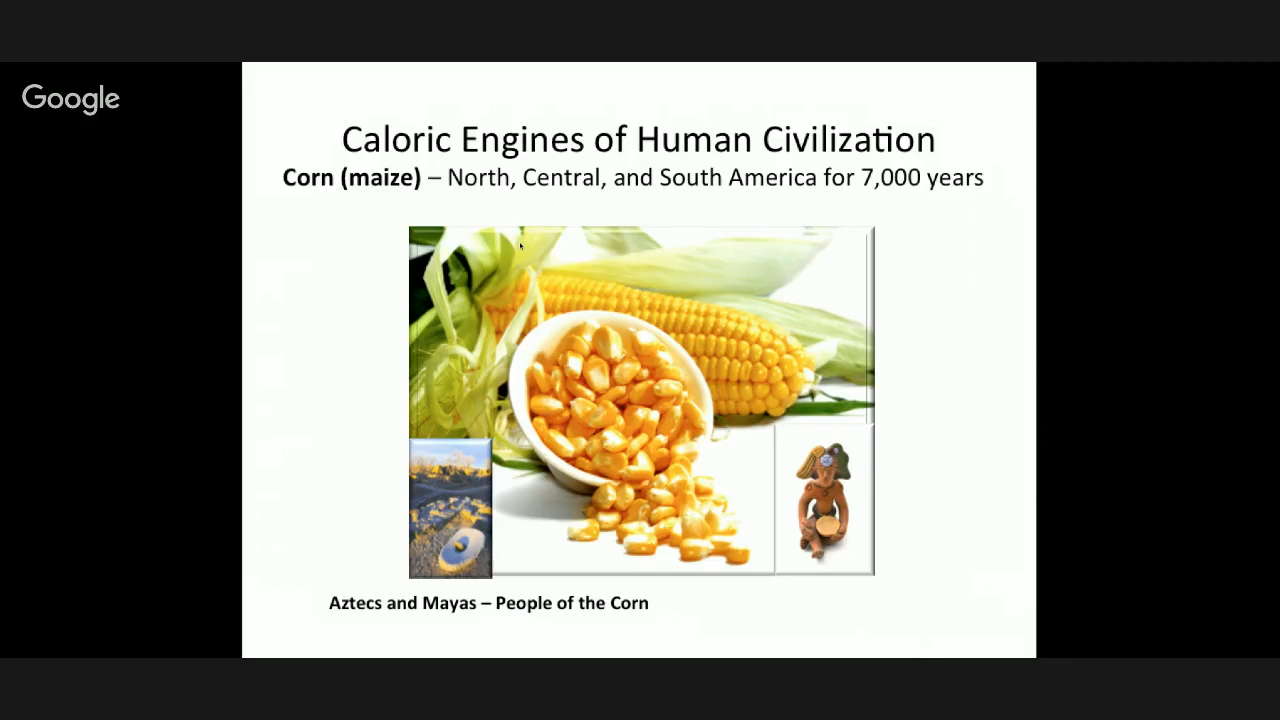 Google
Caloric Engines of Human Civilization
Corn (maize) – North, Central, and South America for 7,000 years
Aztecs and Mayas – People of the Corn